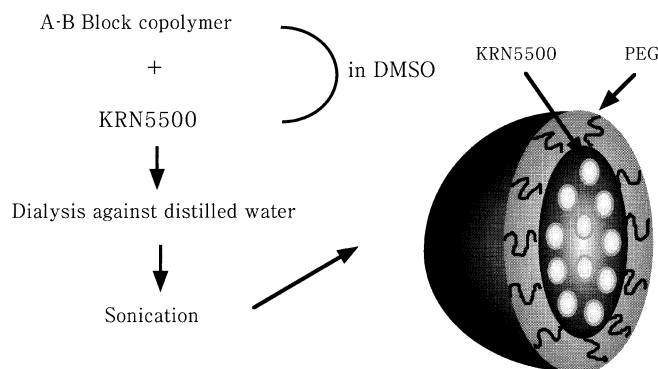 A-B Block copolymer
+
in DMSO
KRN5500
Dialysis against distilled water
Sonication
KRN5500
PEG